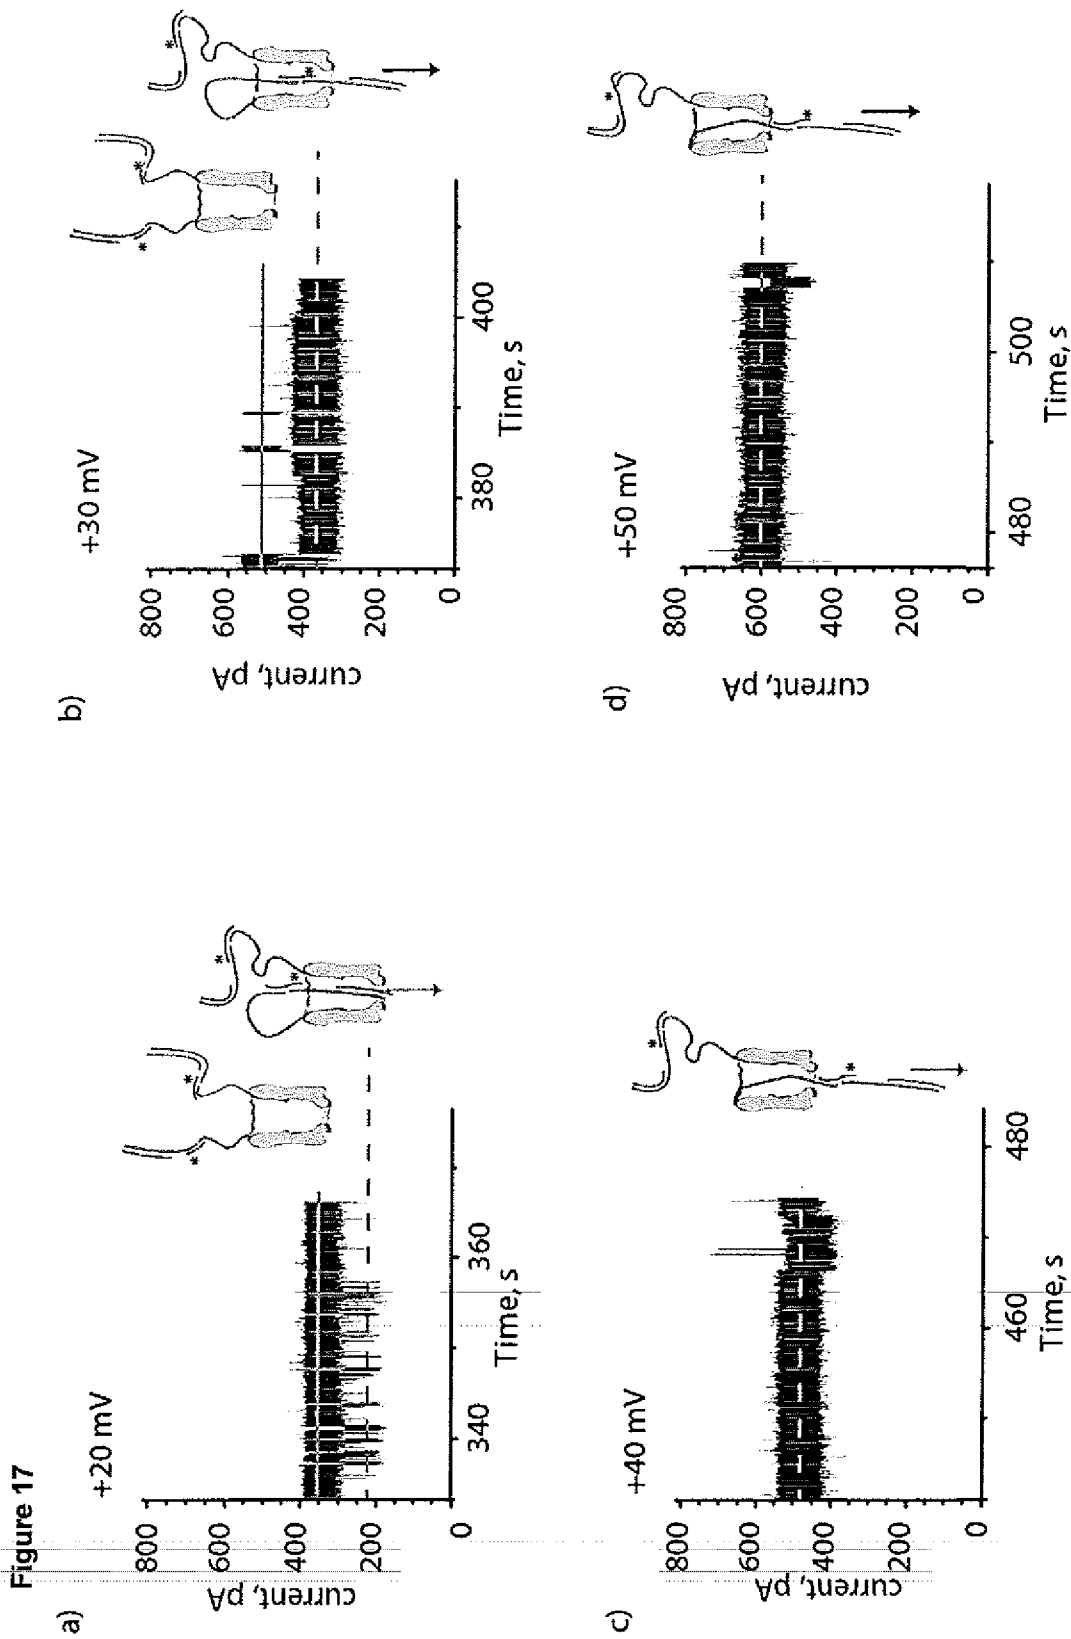 Figure 17
a)
+20 mV
current, pA
800
600
400
200
0
340
360
Time, s
*
*
*
*
b)
+30 mV
current, pA
800
600
400
200
0
380
400
Time, s
*
*
*
*
c)
+40 mV
current, pA
800
600
400
200
0
460
480
Time, s
*
*
d)
+50 mV
current, pA
800
600
400
200
0
480
500
Time, s
*
*